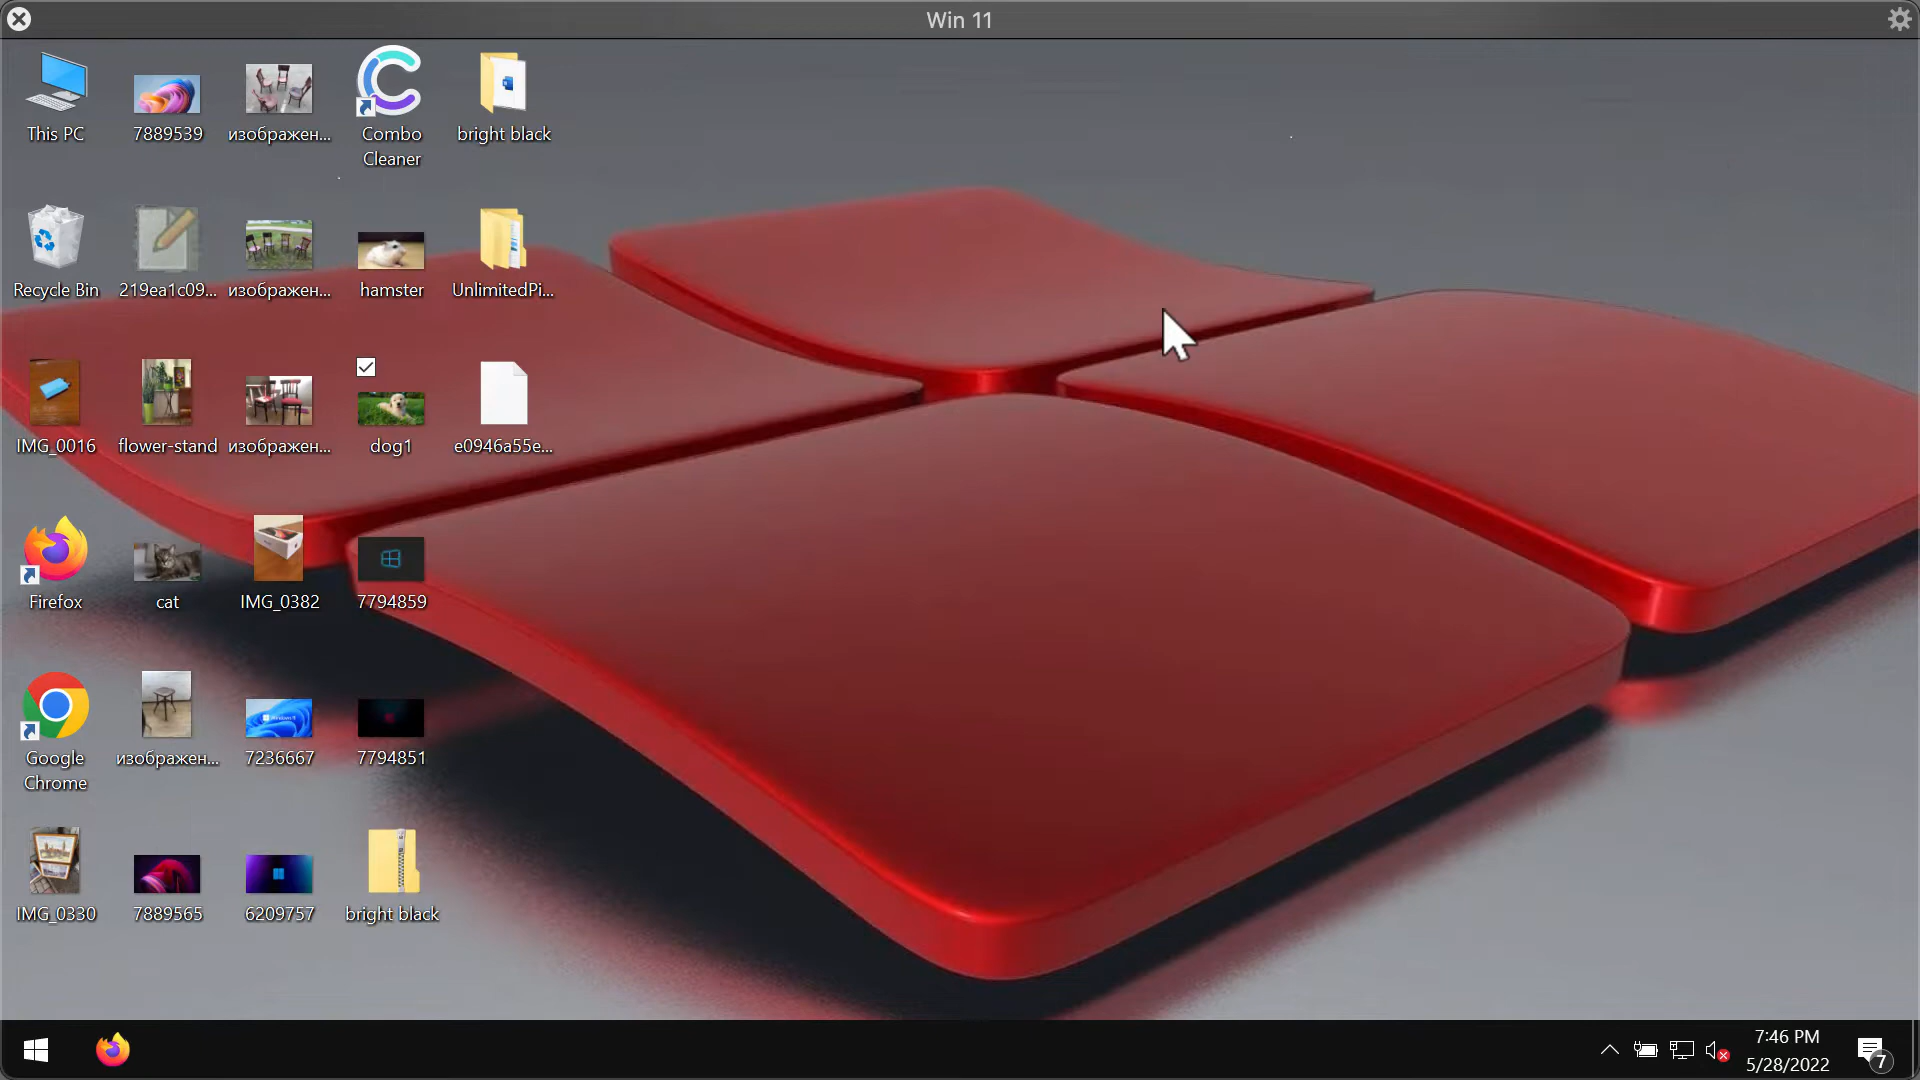 Win 11
This PC
7889539
изображен...
Combo
Cleaner
bright black
Recycle Bin
219ea1c09...
изображен...
hamster
UnlimitedPi...
IMG_0016
flower-stand
изображен...
dog1
e0946a55e...
Firefox
cat
IMG_0382
7794859
Google
Chrome
изображен...
7236667
7794851
IMG_0330
7889565
6209757
bright black
7:46 PM
5/28/2022
7